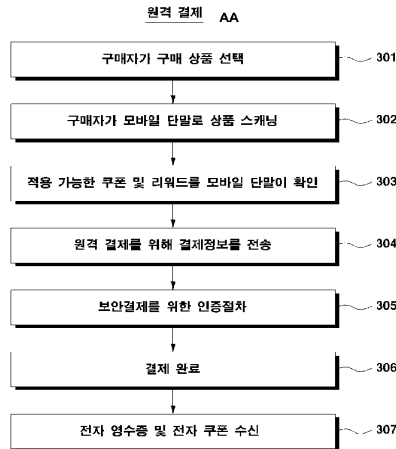 원격 결제 AA
구매자가 구매 상품 선택 301
구매자가 모바일 단말로 상품 스캐닝 302
적용 가능한 쿠폰 및 리워드를 모바일 단말이 확인 303
원격 결제를 위해 결제정보를 전송 304
보안결제를 위한 인증절차 305
결제 완료 306
전자 영수증 및 전자 쿠폰 수신 307